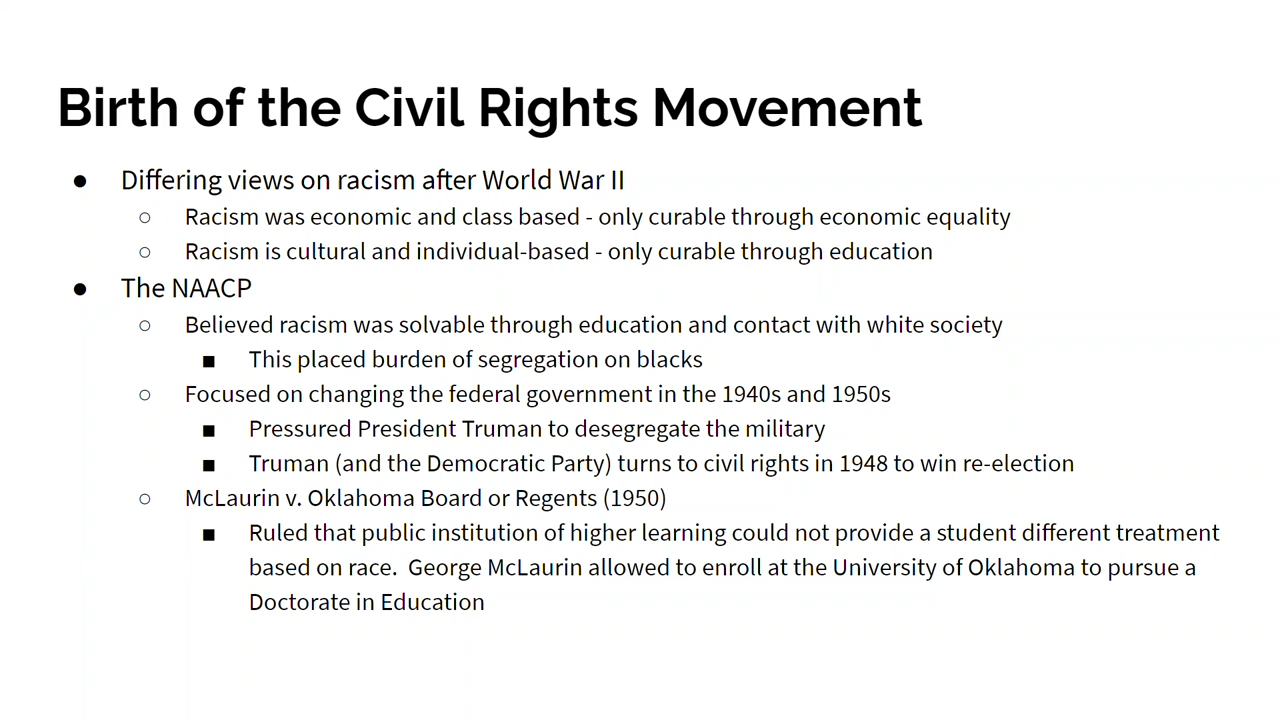 Birth of the Civil Rights Movement
● Differing views on racism after World War II
○ Racism was economic and class based - only curable through economic equality
○ Racism is cultural and individual-based - only curable through education
● The NAACP
○ Believed racism was solvable through education and contact with white society
■ This placed burden of segregation on blacks
○ Focused on changing the federal government in the 1940s and 1950s
■ Pressured President Truman to desegregate the military
■ Truman (and the Democratic Party) turns to civil rights in 1948 to win re-election
○ McLaurin v. Oklahoma Board or Regents (1950)
■ Ruled that public institution of higher learning could not provide a student different treatment
based on race.  George McLaurin allowed to enroll at the University of Oklahoma to pursue a
Doctorate in Education